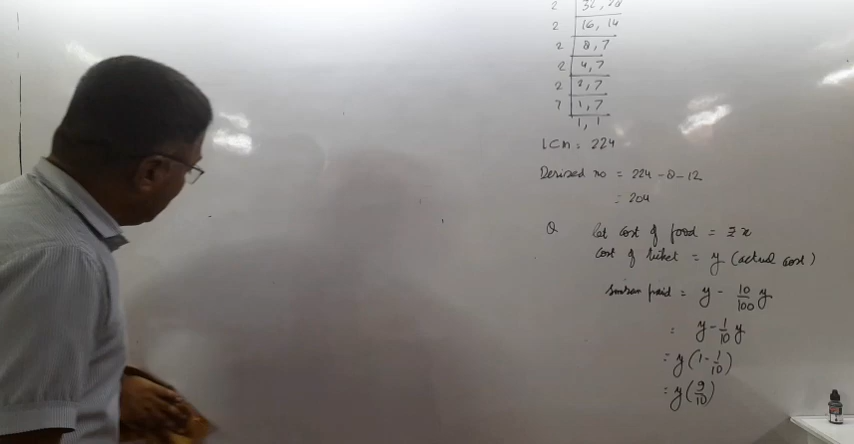 2 | 32, 28
2 | 16, 14
2 | 8, 7
2 | 4, 7
2 | 2, 7
7 | 1, 7
1, 1
LCM = 224
Desired no = 224 - 8 - 12
= 204
Q let cost of food = ₹ x
cost of ticket = y (actual cost)
Simran paid = y - 10/100 y
= y - 1/10 y
= y (1 - 1/10)
= y (9/10)